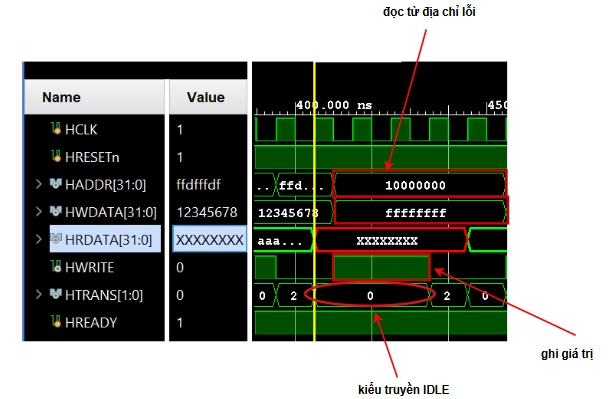 đọc từ địa chỉ lỗi
Name Value 400.000 ns 450
HCLK 1
HRESETn 1
HADDR[31:0] ffdfffdf .. ffd... 10000000
HWDATA[31:0] 12345678 12345678 ffffffff
HRDATA[31:0] XXXXXXXX aaa... XXXXXXXX
HWRITE 0
HTRANS[1:0] 0 0 2 0 2 0
HREADY 1
ghi giá trị
kiểu truyền IDLE